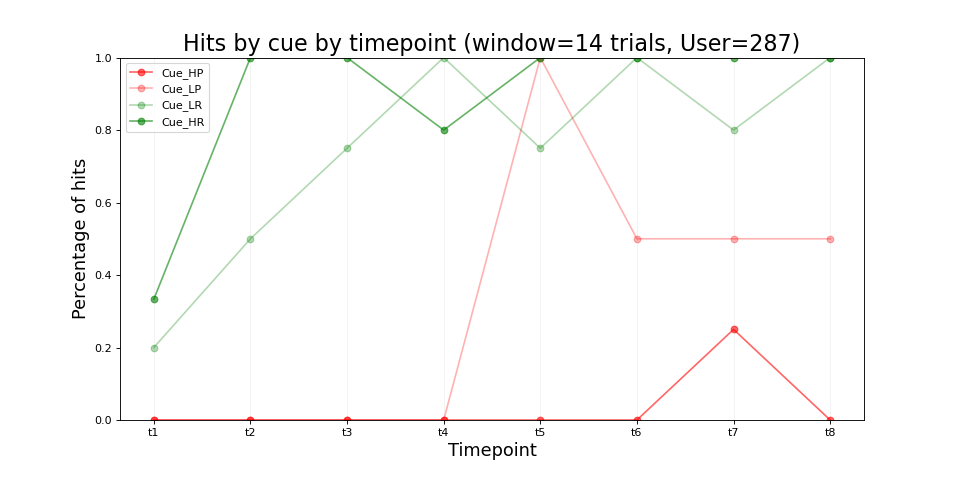 Hits by cue by timepoint (window=14 trials, User=287)
Cue_HP
Cue_LP
Cue_LR
Cue_HR
Percentage of hits
1.0
0.8
0.6
0.4
0.2
0.0
t1 t2 t3 t4 t5 t6 t7 t8
Timepoint